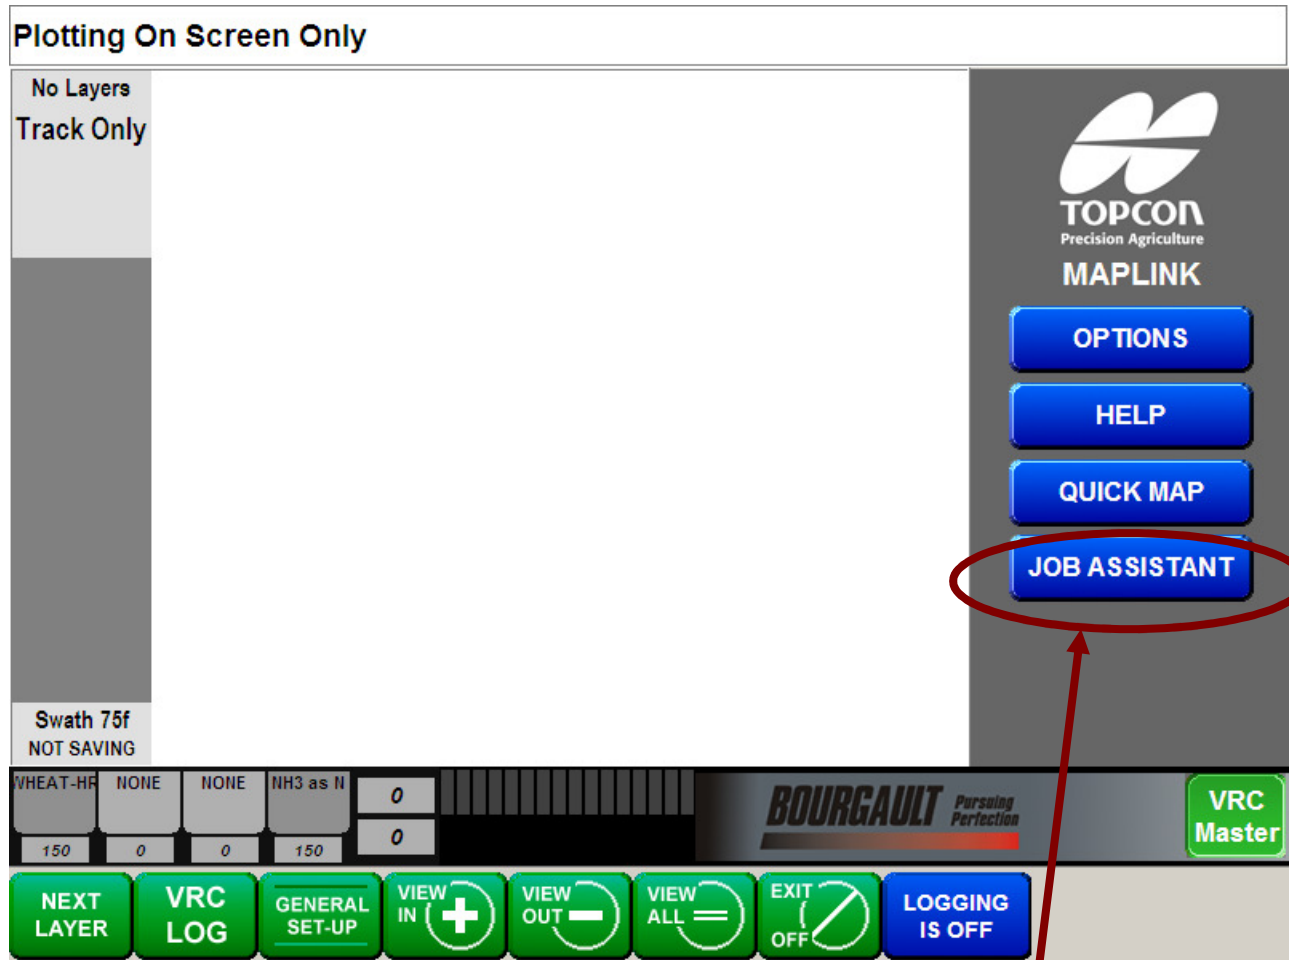 Plotting On Screen Only
No Layers
Track Only
TOPCON
Precision Agriculture
MAPLINK
OPTIONS
HELP
QUICK MAP
JOB ASSISTANT
Swath 75f
NOT SAVING
WHEAT-HR
NONE
NONE
NH3 as N
150
0
0
150
0
0
BOURGAULT
Pursuing
Perfection
VRC
Master
NEXT
LAYER
VRC
LOG
GENERAL
SET-UP
VIEW
IN
VIEW
OUT
VIEW
ALL
EXIT
OFF
LOGGING
IS OFF